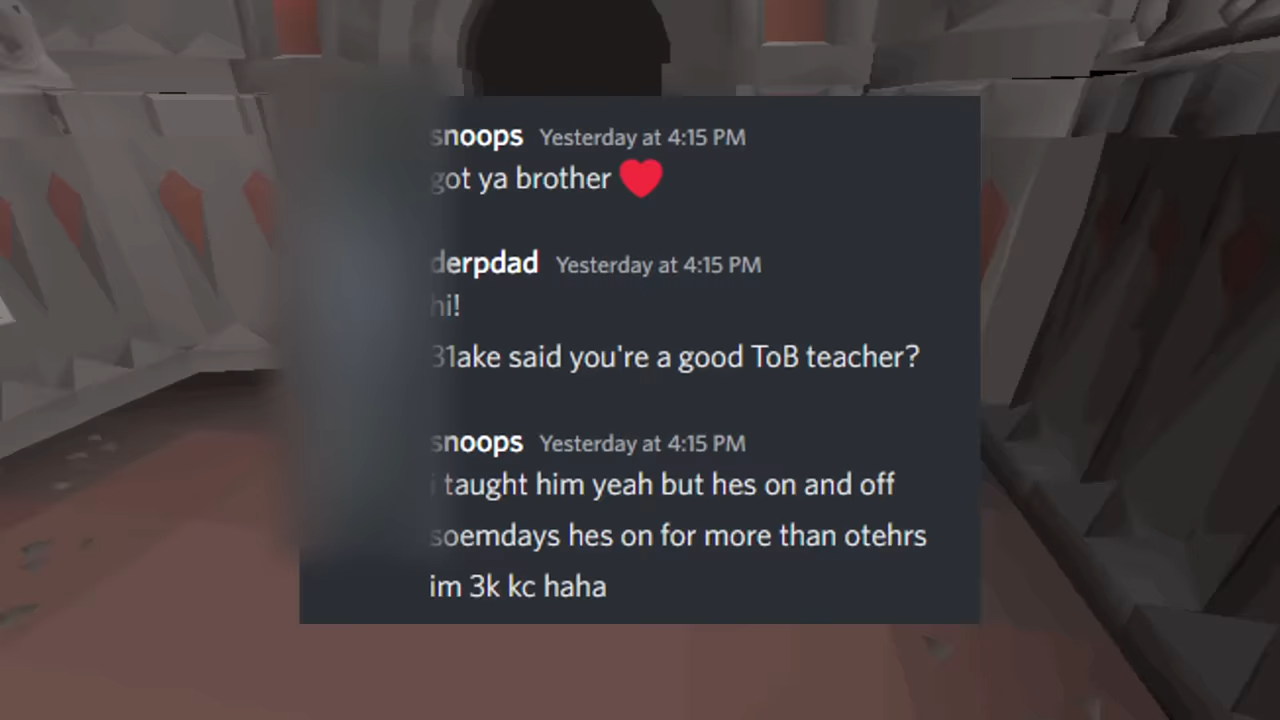 snoops Yesterday at 4:15 PM
got ya brother ❤️
derpdad Yesterday at 4:15 PM
hi!
31ake said you're a good ToB teacher?
snoops Yesterday at 4:15 PM
i taught him yeah but hes on and off
soemdays hes on for more than otehrs
im 3k kc haha